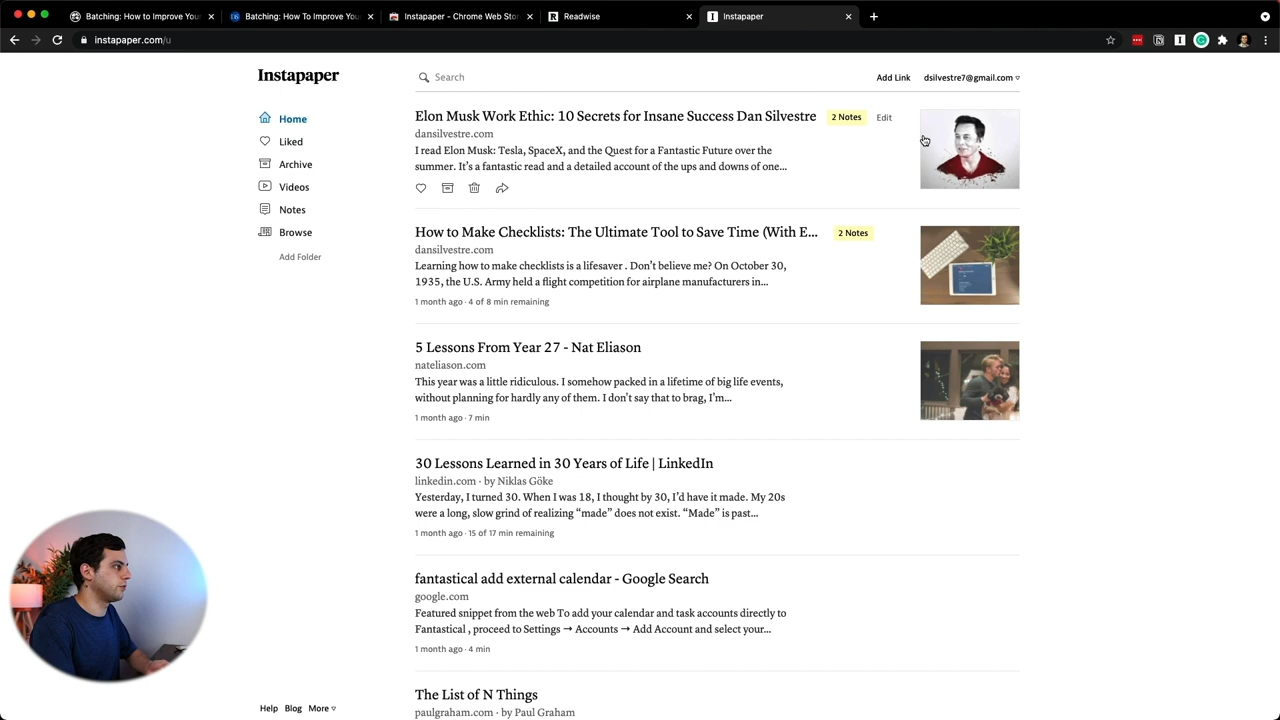 Batching: How to Improve Your
Batching: How To Improve Your
Instapaper - Chrome Web Stor
Readwise
Instapaper
instapaper.com/u
Instapaper
Search
Add Link
dsilvestre7@gmail.com
Home
Liked
Archive
Videos
Notes
Browse
Add Folder
Elon Musk Work Ethic: 10 Secrets for Insane Success Dan Silvestre
2 Notes
Edit
dansilvestre.com
I read Elon Musk: Tesla, SpaceX, and the Quest for a Fantastic Future over the
summer. It’s a fantastic read and a detailed account of the ups and downs of one...
How to Make Checklists: The Ultimate Tool to Save Time (With E...
2 Notes
dansilvestre.com
Learning how to make checklists is a lifesaver . Don’t believe me? On October 30,
1935, the U.S. Army held a flight competition for airplane manufacturers in...
1 month ago · 4 of 8 min remaining
5 Lessons From Year 27 - Nat Eliason
nateliason.com
This year was a little ridiculous. I somehow packed in a lifetime of big life events,
without planning for hardly any of them. I don't say that to brag, I’m...
1 month ago · 7 min
30 Lessons Learned in 30 Years of Life | LinkedIn
linkedin.com · by Niklas Göke
Yesterday, I turned 30. When I was 18, I thought by 30, I’d have it made. My 20s
were a long, slow grind of realizing “made” does not exist. “Made” is past...
1 month ago · 15 of 17 min remaining
fantastical add external calendar - Google Search
google.com
Featured snippet from the web To add your calendar and task accounts directly to
Fantastical , proceed to Settings → Accounts → Add Account and select your...
1 month ago · 4 min
The List of N Things
paulgraham.com · by Paul Graham
Help
Blog
More